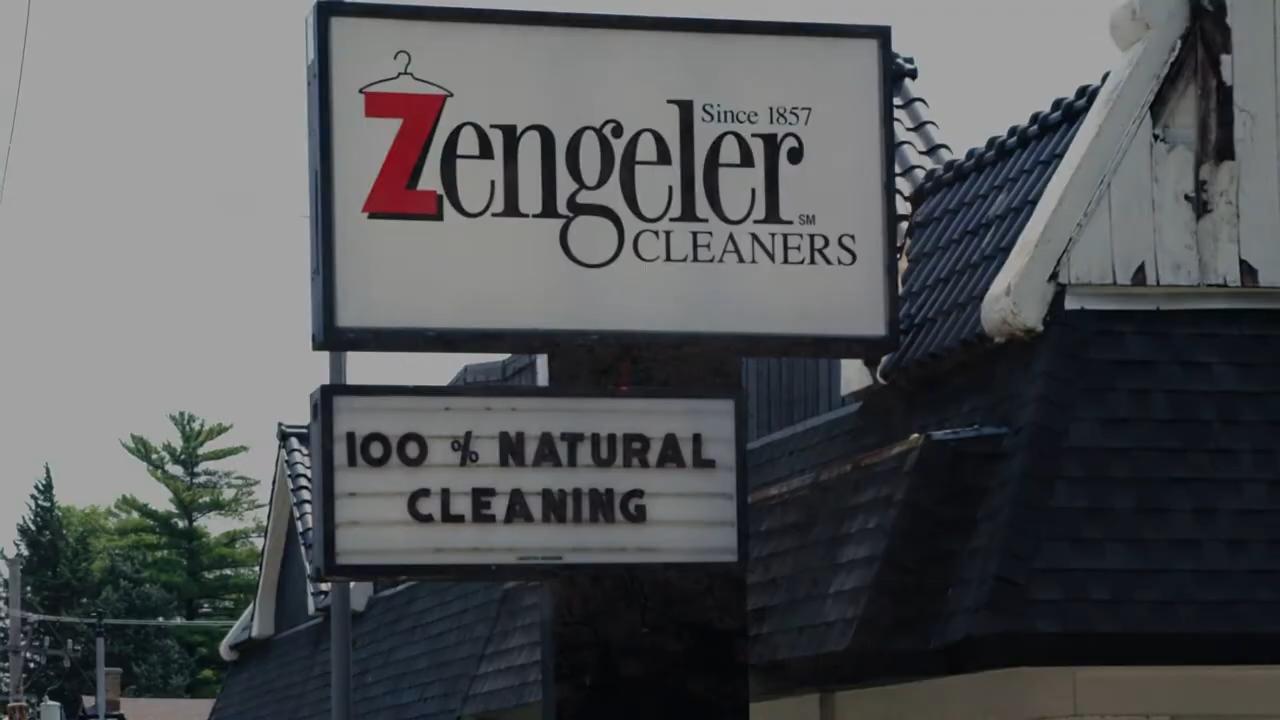 Since 1857
Zengeler SM
CLEANERS
100 % NATURAL
CLEANING